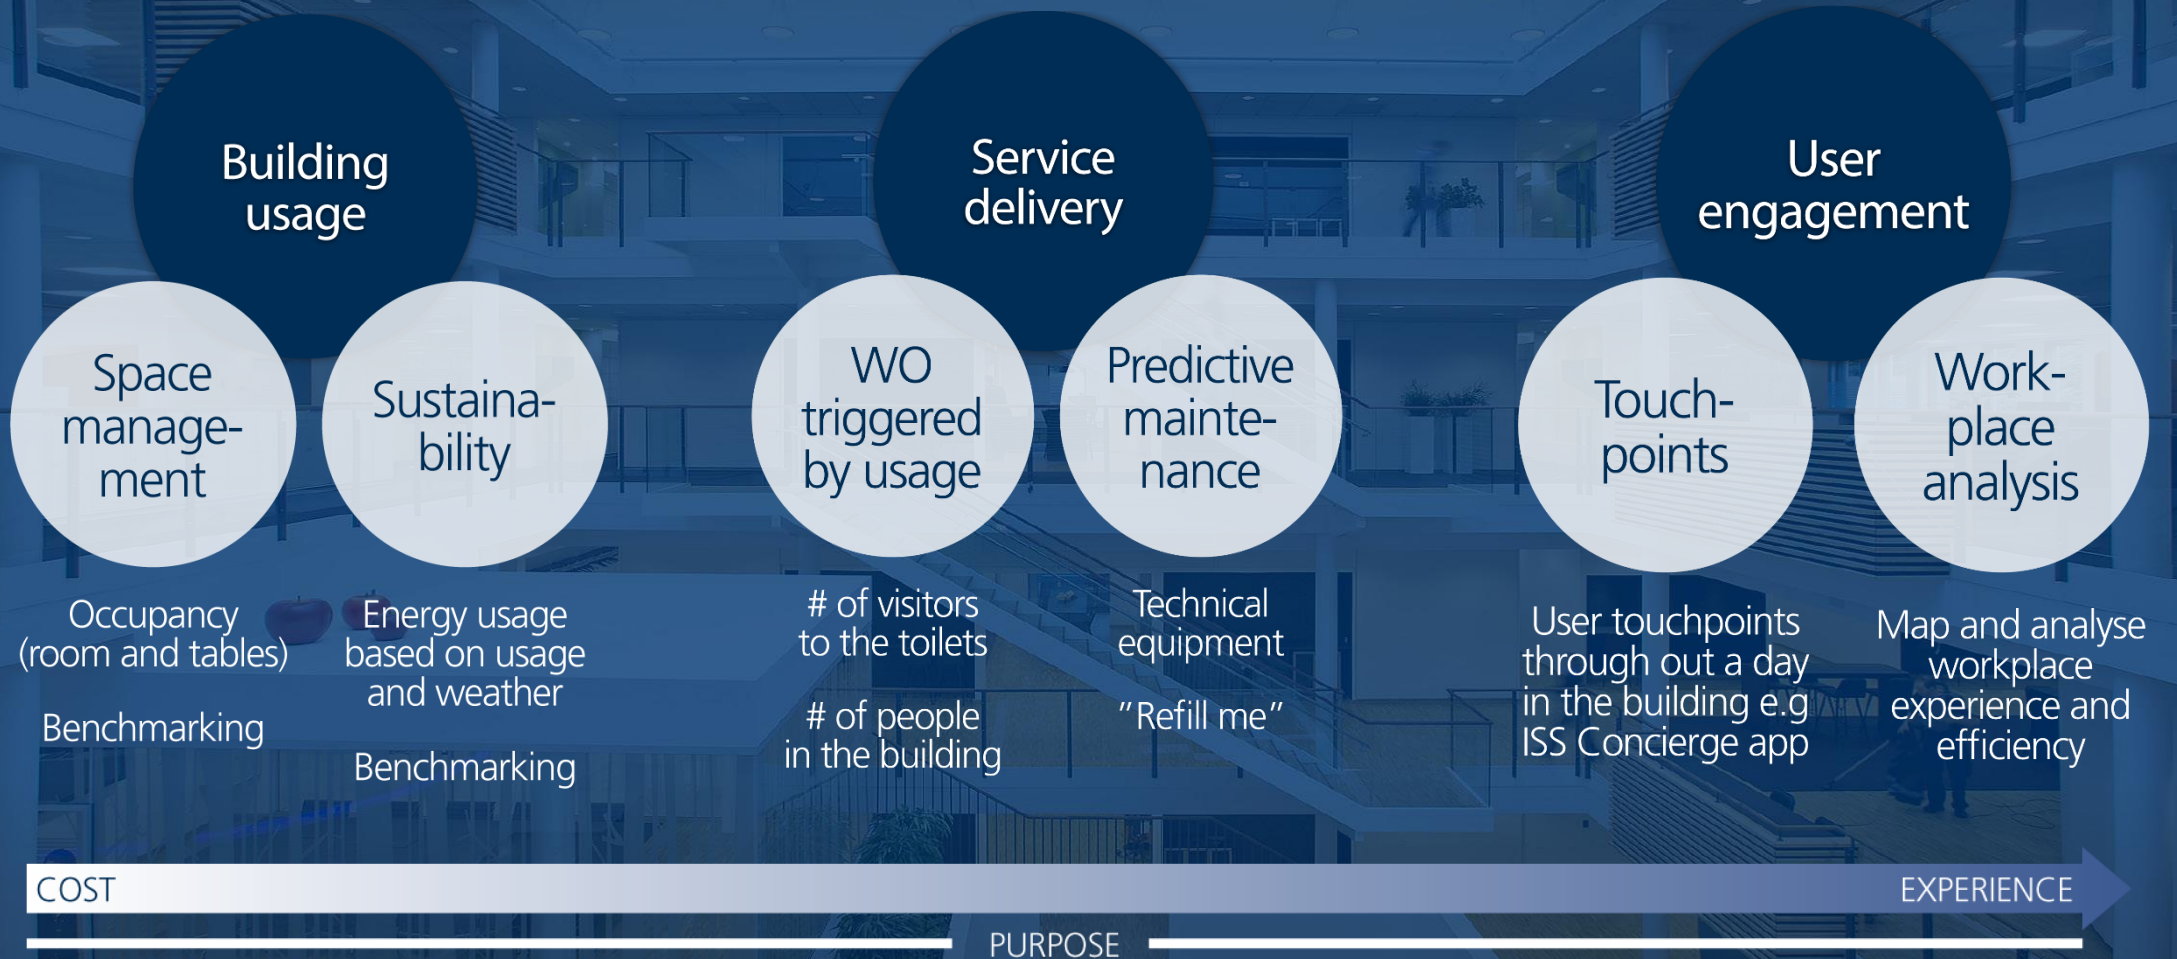 Building
usage
Service
delivery
User
engagement
Space
manage-
ment
Sustaina-
bility
WO
triggered
by usage
Predictive
mainte-
nance
Touch-
points
Work-
place
analysis
Occupancy
(room and tables)
Benchmarking
Energy usage
based on usage
and weather
Benchmarking
# of visitors
to the toilets
# of people
in the building
Technical
equipment
”Refill me”
User touchpoints
through out a day
in the building e.g
ISS Concierge app
Map and analyse
workplace
experience and
efficiency
COST
EXPERIENCE
PURPOSE